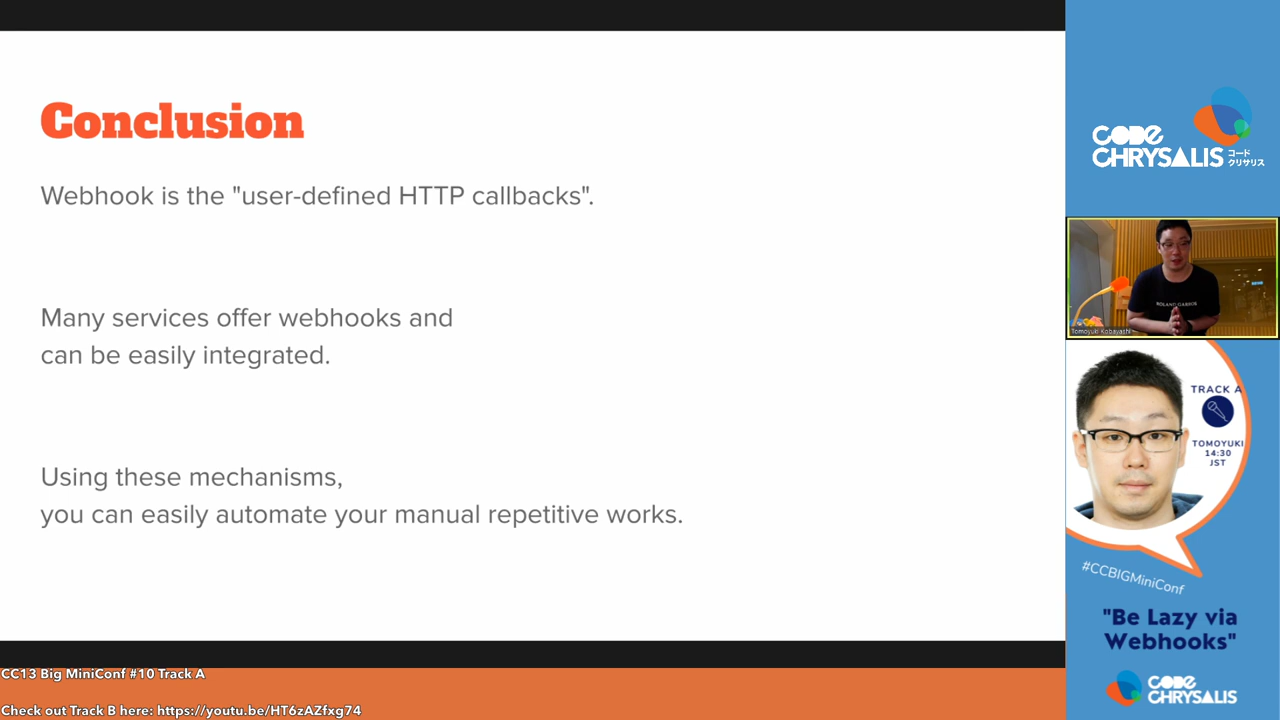 Conclusion
Webhook is the "user-defined HTTP callbacks".
Many services offer webhooks and
can be easily integrated.
Using these mechanisms,
you can easily automate your manual repetitive works.
CODE
CHRYSALIS
コード
クリサリス
ROLAND GARROS
Tomoyuki Kobayashi
TRACK A
TOMOYUKI
14:30
JST
#CCBIGMiniConf
"Be Lazy via
Webhooks"
CODE
CHRYSALIS
CC13 Big MiniConf #10 Track A
Check out Track B here: https://youtu.be/HT6zAZfxg74